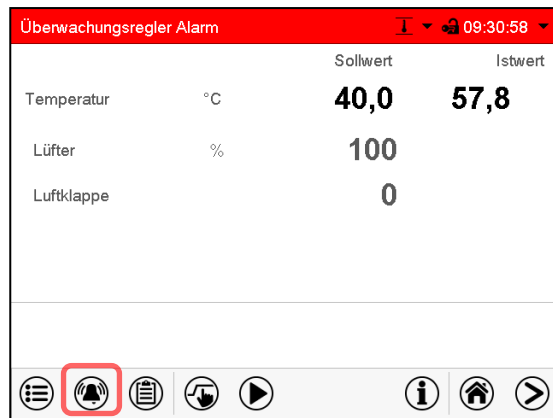 Überwachungsregler Alarm 09:30:58
Sollwert Istwert
Temperatur °C 40,0 57,8
Lüfter % 100
Luftklappe 0